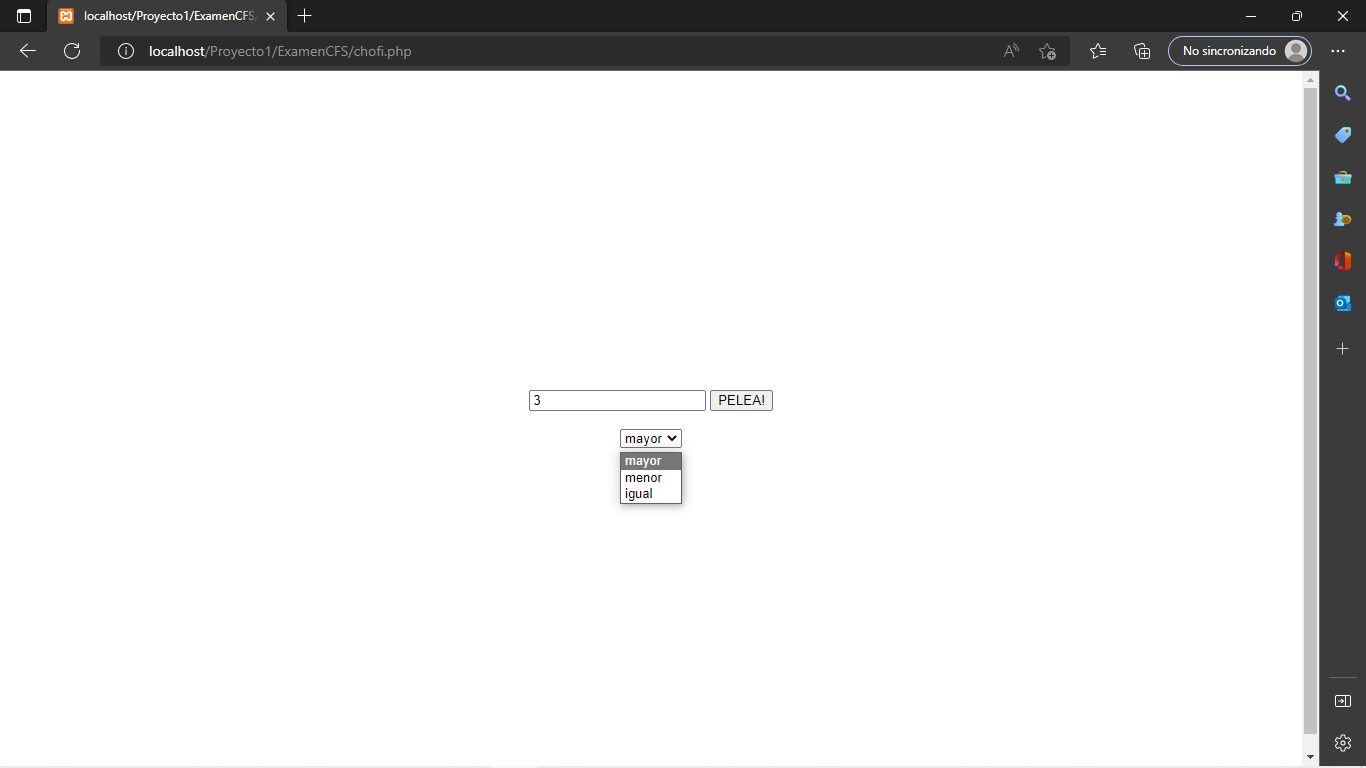 localhost/Proyecto1/ExamenCFS
localhost/Proyecto1/ExamenCFS/chofi.php
No sincronizando
3
PELEA!
mayor
mayor
menor
igual